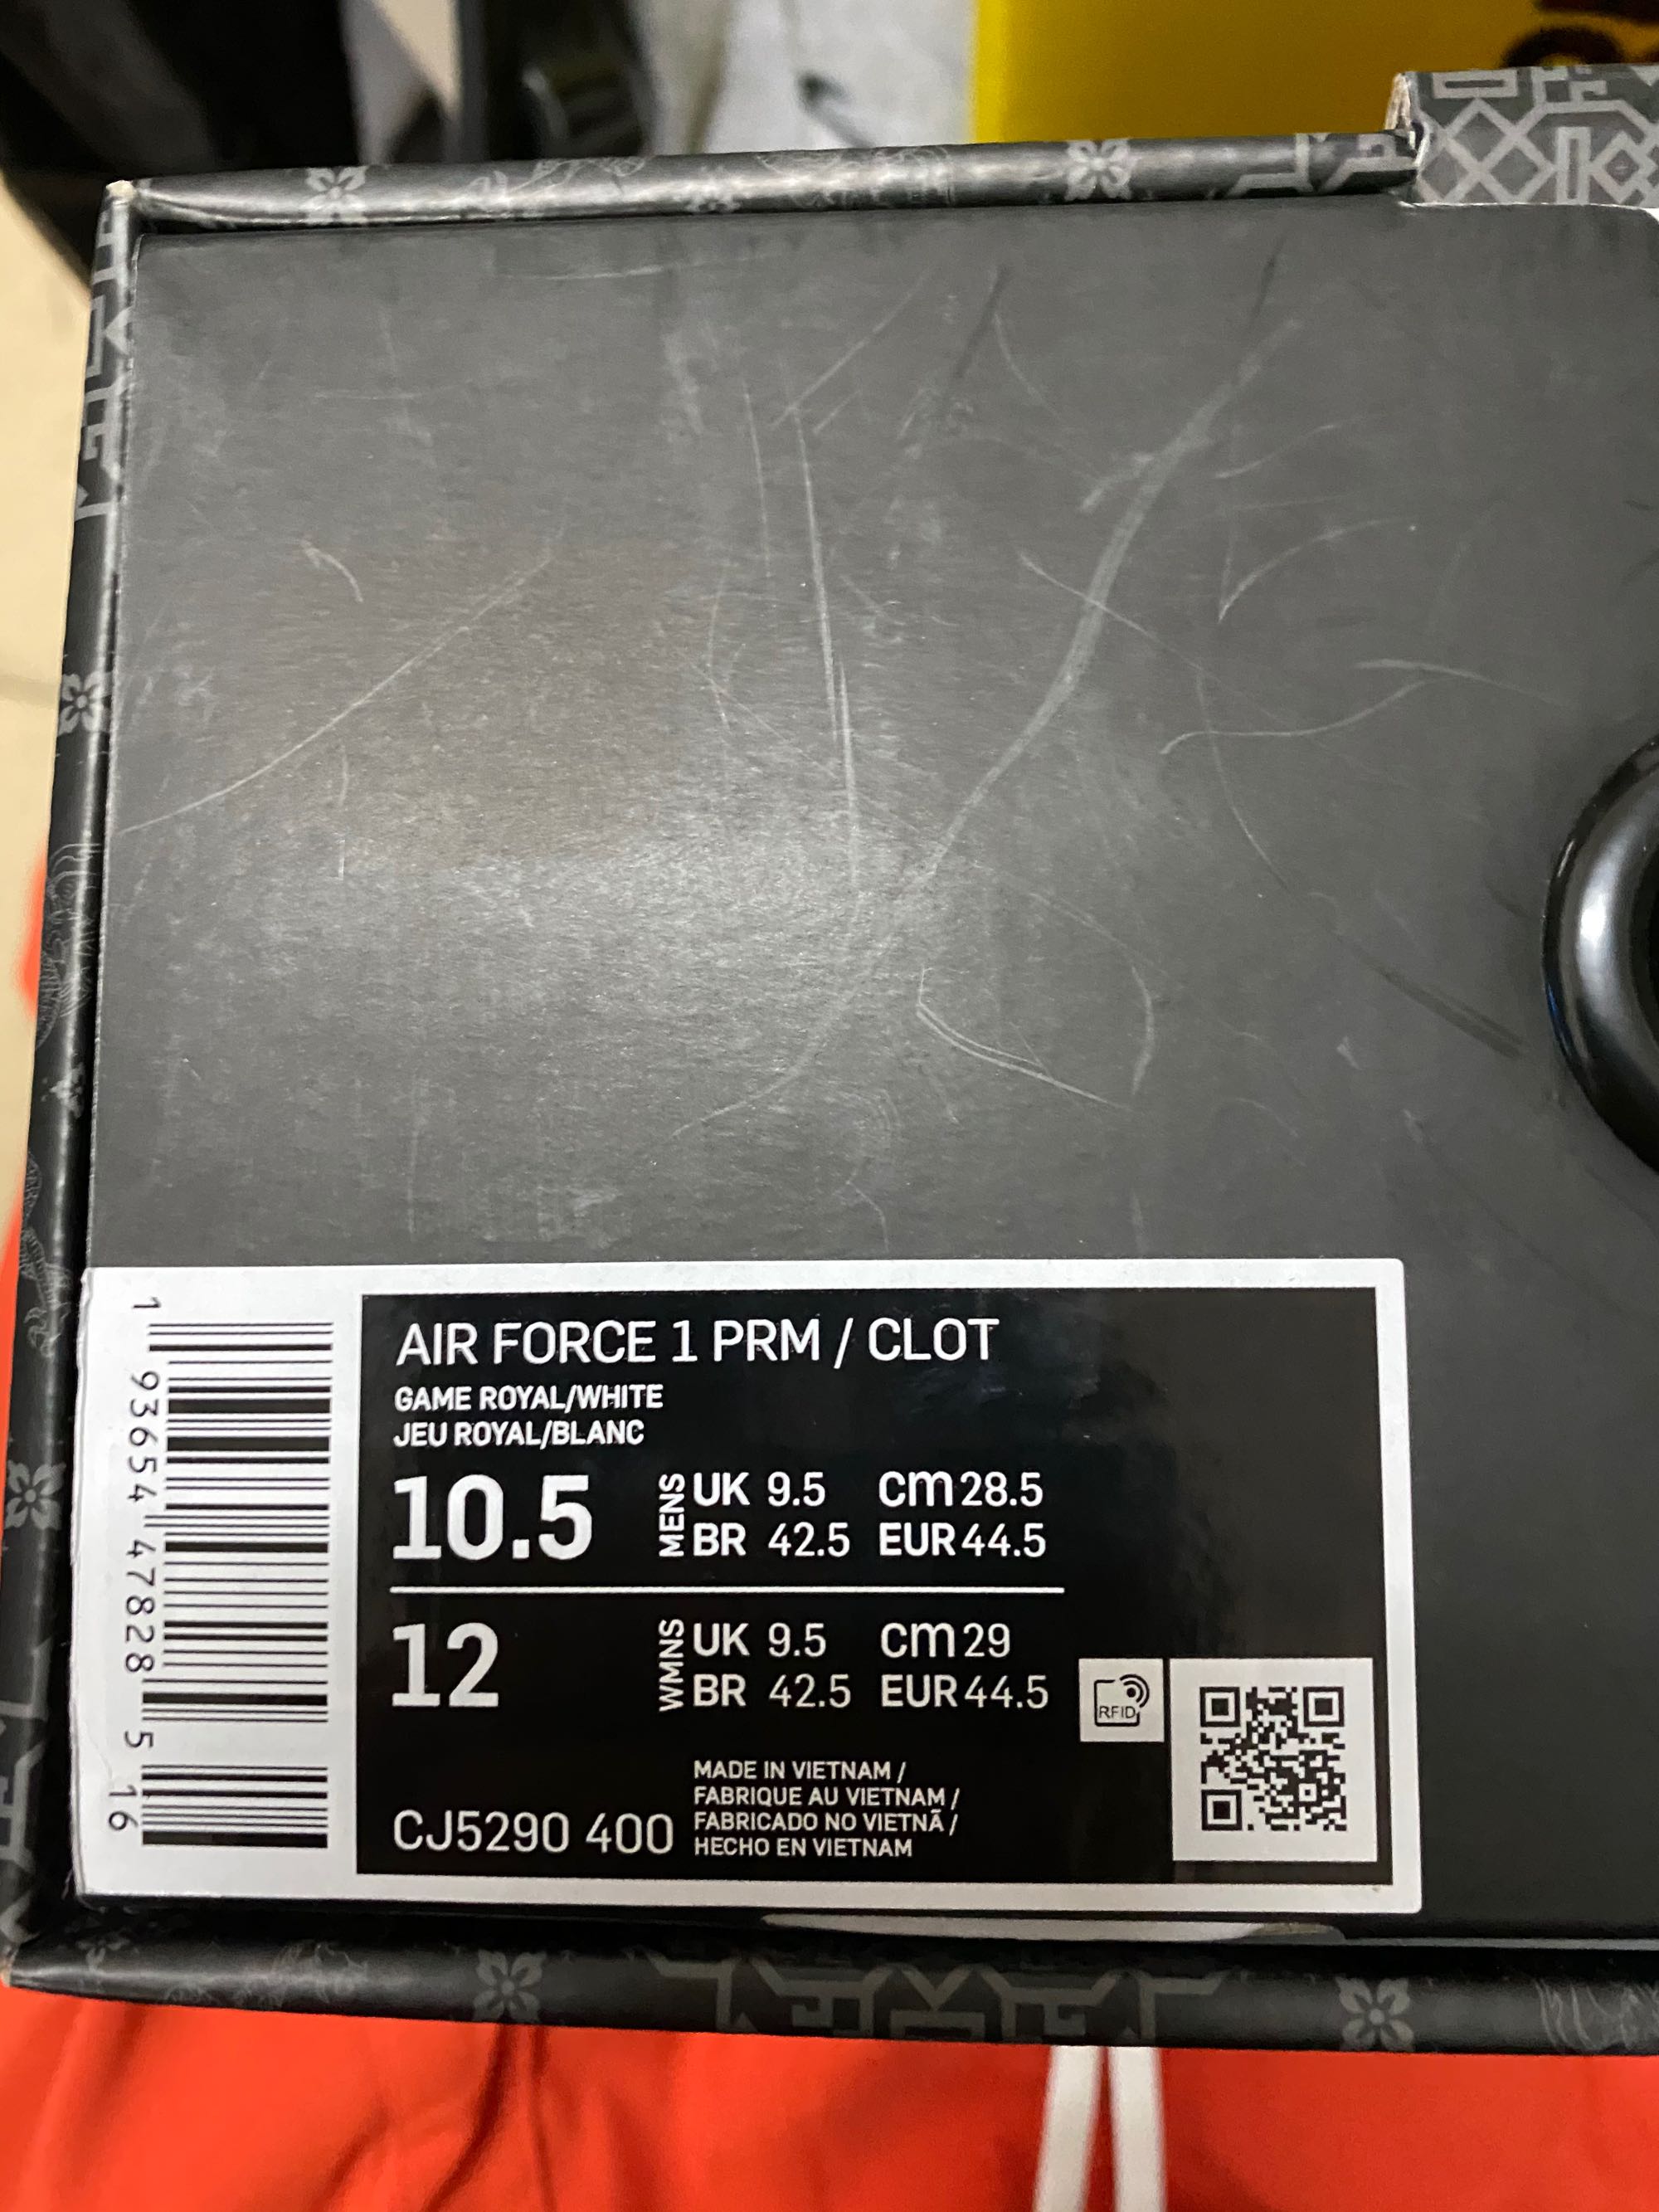 AIR FORCE 1 PRM / CLOT
GAME ROYAL/WHITE
JEU ROYAL/BLANC
10.5
MENS
UK 9.5 cm 28.5
BR 42.5 EUR 44.5
12
WMNS
UK 9.5 cm 29
BR 42.5 EUR 44.5
RFID
MADE IN VIETNAM /
FABRIQUE AU VIETNAM /
FABRICADO NO VIETNÃ /
HECHO EN VIETNAM
CJ5290 400
1 93654 47828 5 16